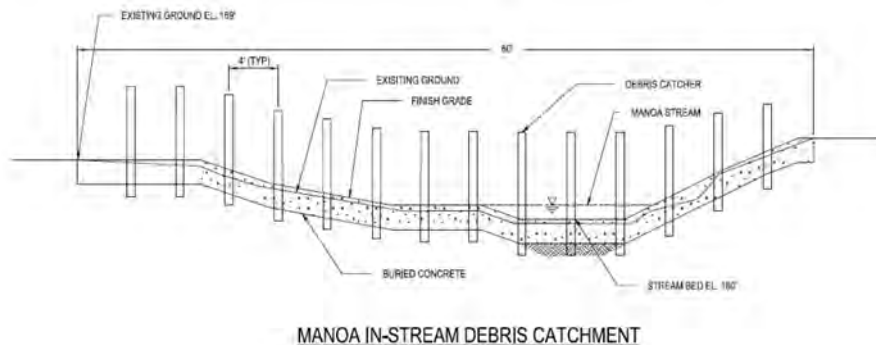 EXISTING GROUND EL. 169'
60'
4' (TYP)
EXISITING GROUND
FINISH GRADE
DEBRIS CATCHER
MANOA STREAM
BURIED CONCRETE
STREAM BED EL. 160'
MANOA IN-STREAM DEBRIS CATCHMENT